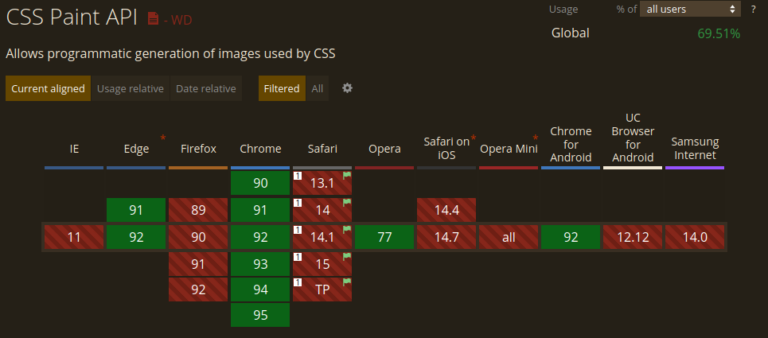 CSS Paint API - WD
Usage % of all users ?
Global 69.51%
Allows programmatic generation of images used by CSS
Current aligned Usage relative Date relative Filtered All
IE Edge * Firefox Chrome Safari Opera Safari on iOS * Opera Mini * Chrome for Android UC Browser for Android Samsung Internet
90 1 13.1
91 89 91 1 14 14.4
11 92 90 92 1 14.1 77 14.7 all 92 12.12 14.0
91 93 1 15
92 94 1 TP
95